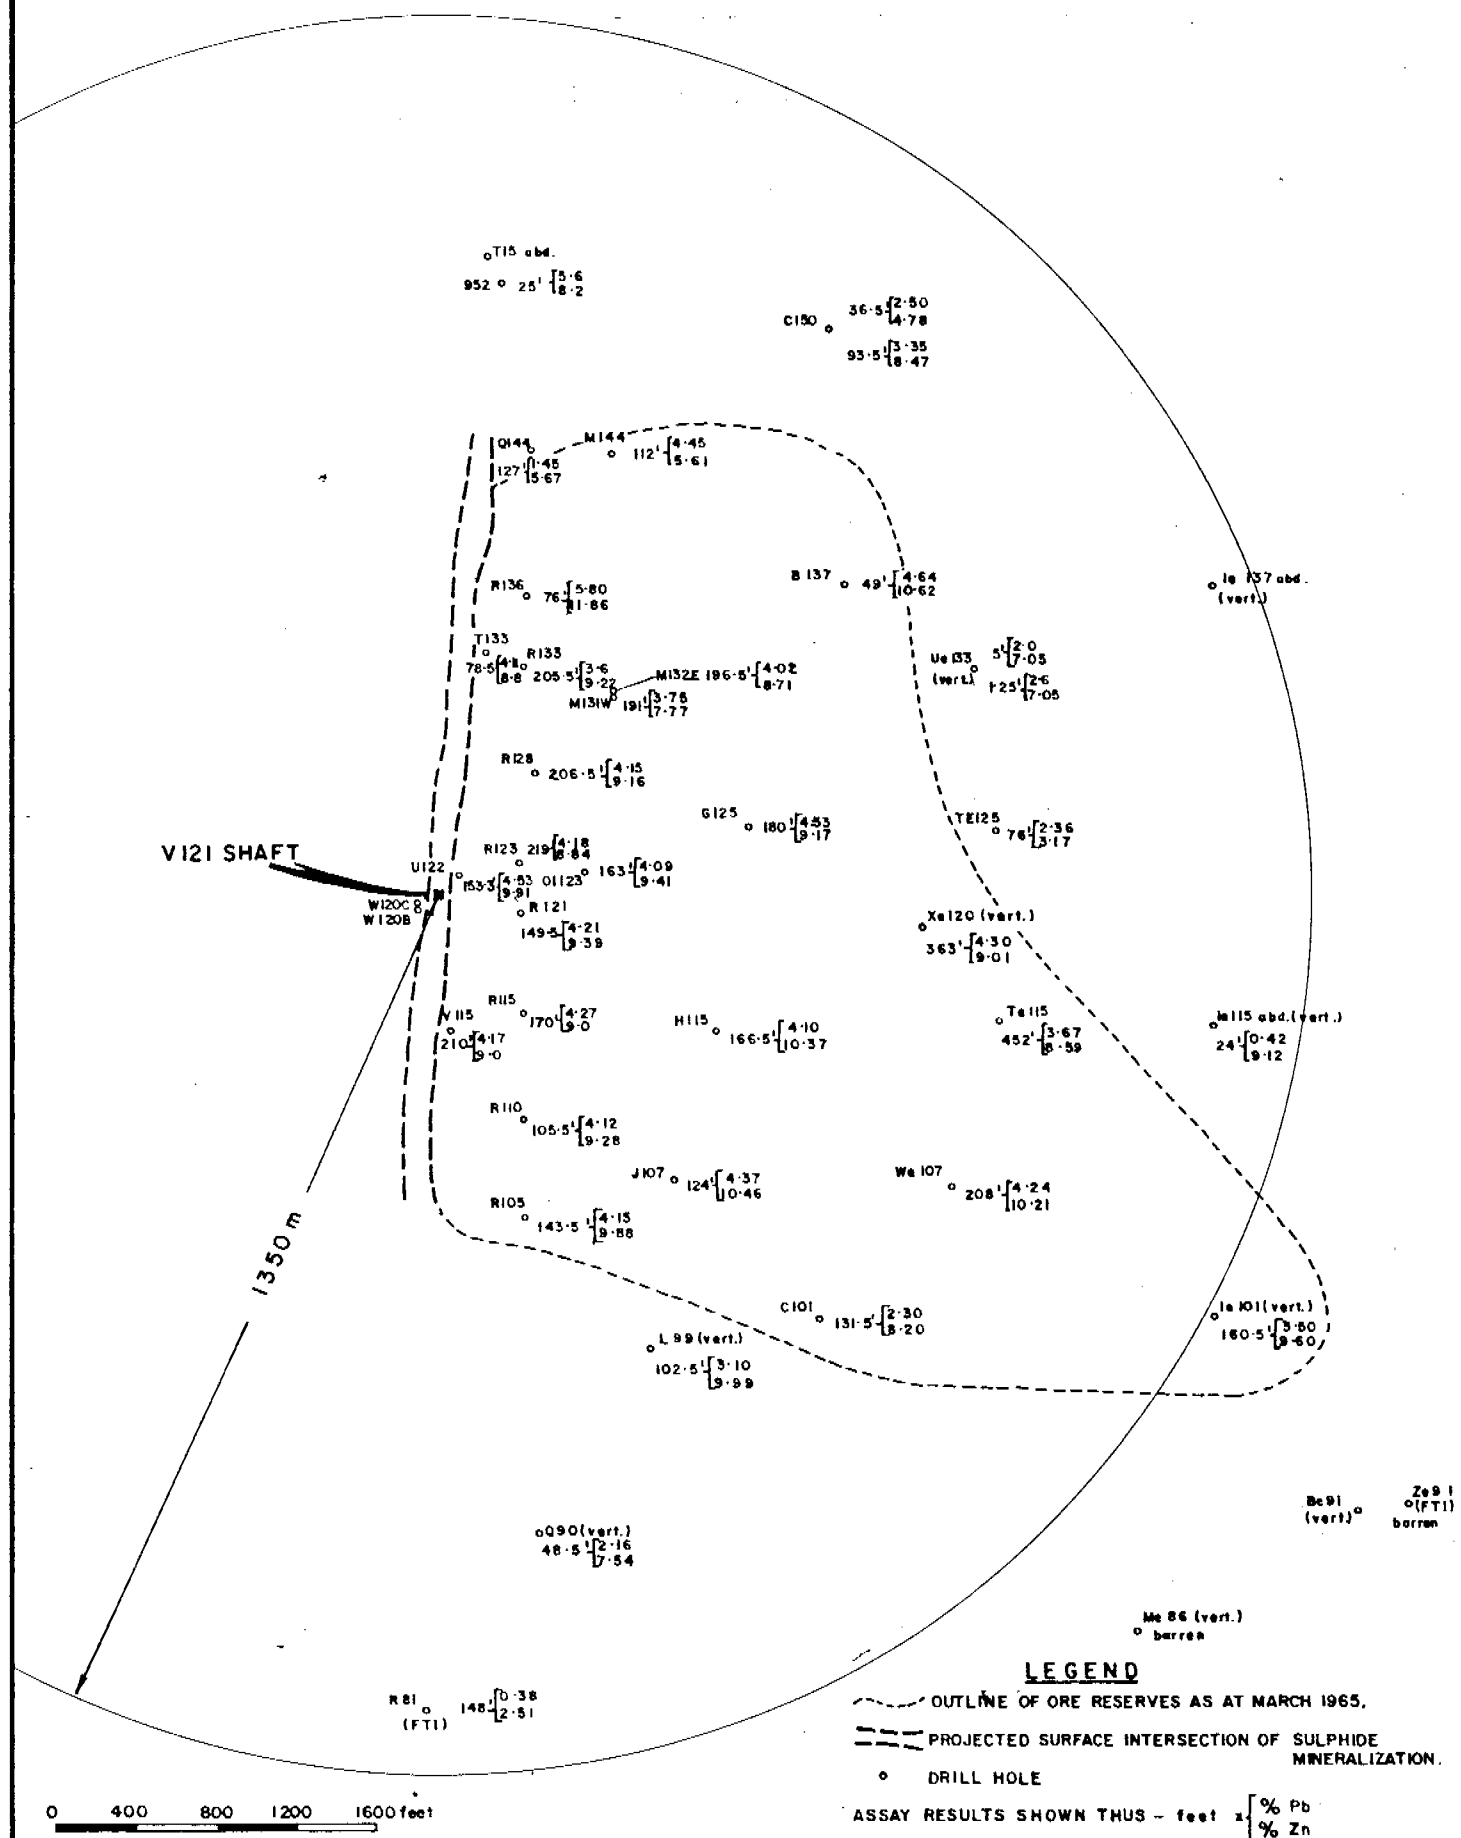 T115 abd.
952 25' 5·6
8·2
C150
36·5' 2·50
4·78
93·5' 3·35
8·47
Q144
127' 1·45
5·67
M144
112' 4·45
5·61
R136
76' 5·80
11·86
B 137
49' 4·64
10·62
Ie 137 abd.
(vert.)
T133
78·5
8·8
R133
205·5' 3·6
9·22
M132E 196·5' 4·02
8·71
M131W
191' 3·75
7·77
Ue 133
(vert.)
5' 2·0
7·05
125' 2·6
7·05
R128
206·5' 4·15
9·16
G125
180' 4·53
9·17
TE125
76' 2·36
3·17
V121 SHAFT
U122
153·3' 4·53
9·91
R123
219' 4·18
8·84
O1123
163' 4·09
9·41
W120C
W120B
R121
149·5 4·21
9·39
Xe120 (vert.)
363' 4·30
9·01
V115
210' 4·17
9·0
R115
170' 4·27
9·0
H115
166·5' 4·10
10·37
Te115
452' 3·67
8·59
Ie115 abd. (vert.)
24' 0·42
9·12
R110
105·5' 4·12
9·28
J107
124' 4·37
10·46
We 107
208' 4·24
10·21
R105
143·5' 4·15
9·88
1350 m
C101
131·5' 2·30
8·20
Ie 101 (vert.)
160·5' 3·50
9·60
L 99 (vert.)
102·5' 3·10
9·99
Q90 (vert.)
48·5' 2·16
7·54
Be91
(vert.)
Ze91
(FT1)
barren
Me 86 (vert.)
barren
R 81
(FT1)
148' 0·38
2·51
LEGEND
OUTLINE OF ORE RESERVES AS AT MARCH 1965.
PROJECTED SURFACE INTERSECTION OF SULPHIDE
MINERALIZATION.
DRILL HOLE
ASSAY RESULTS SHOWN THUS – feet x % Pb
% Zn
0 400 800 1200 1600 feet